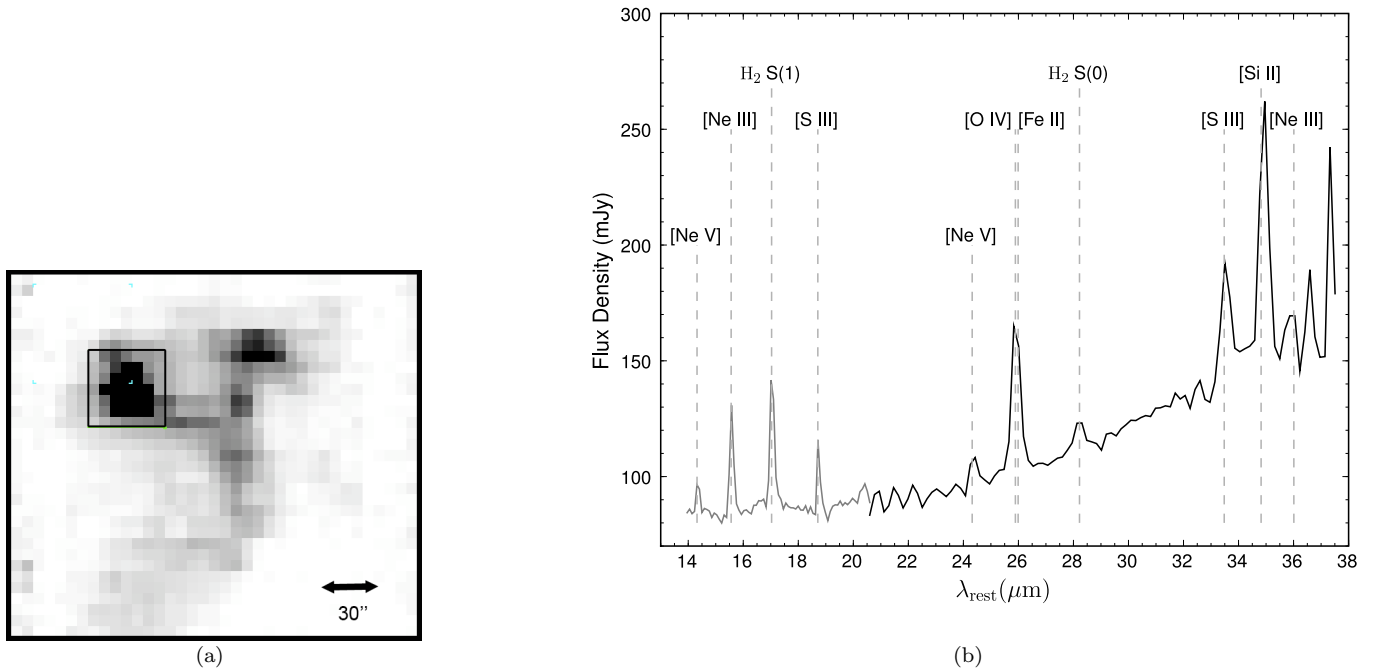 30’’
(a)
300
250
200
150
100
Flux Density (mJy)
H₂ S(1)
H₂ S(0)
[Si II]
[Ne III]
[S III]
[O IV]
[Fe II]
[S III]
[Ne III]
[Ne V]
[Ne V]
14 16 18 20 22 24 26 28 30 32 34 36 38
λrest(μm)
(b)